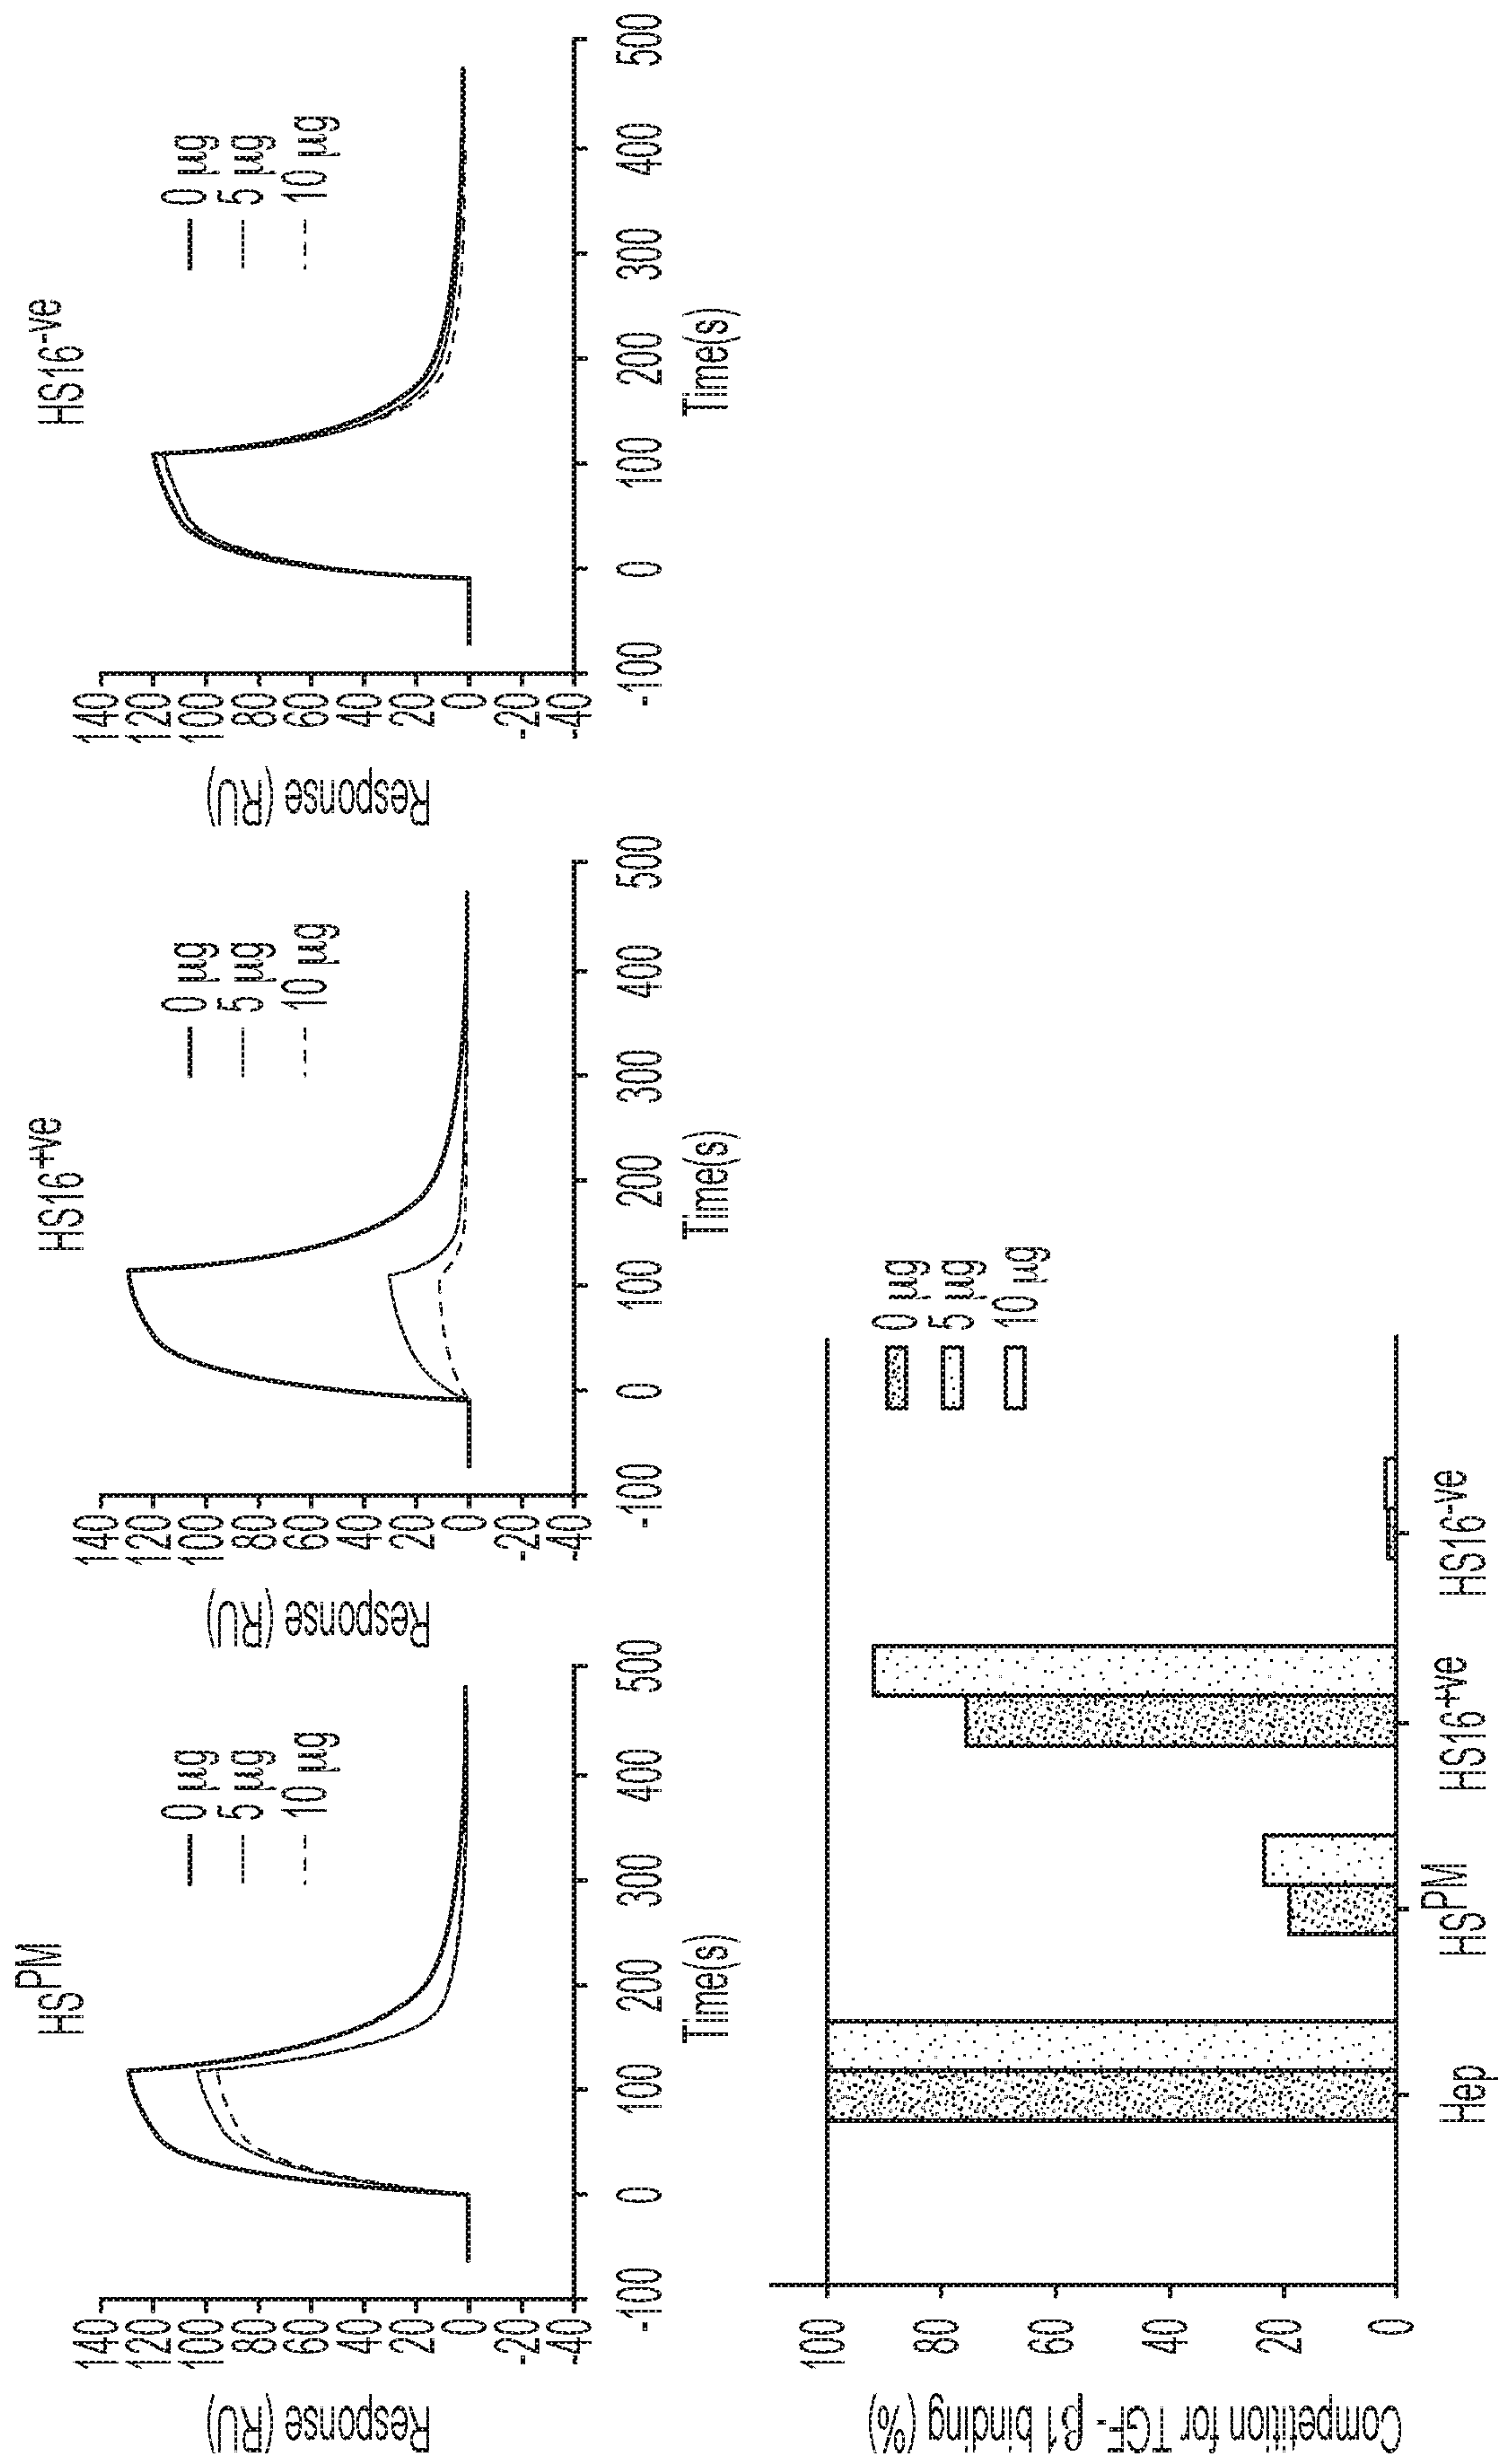 HS^PM
Response (RU)
140
120
100
80
60
40
20
0
-20
-40
0 µg
5 µg
10 µg
-100 0 100 200 300 400 500
Time(s)
HS16^+ve
Response (RU)
140
120
100
80
60
40
20
0
-20
-40
0 µg
5 µg
10 µg
-100 0 100 200 300 400 500
Time(s)
HS16^-ve
Response (RU)
140
120
100
80
60
40
20
0
-20
-40
0 µg
5 µg
10 µg
-100 0 100 200 300 400 500
Time(s)
Competition for TGF- β1 binding (%)
100
80
60
40
20
0
0 µg
5 µg
10 µg
Hep HS^PM HS16^+ve HS16^-ve